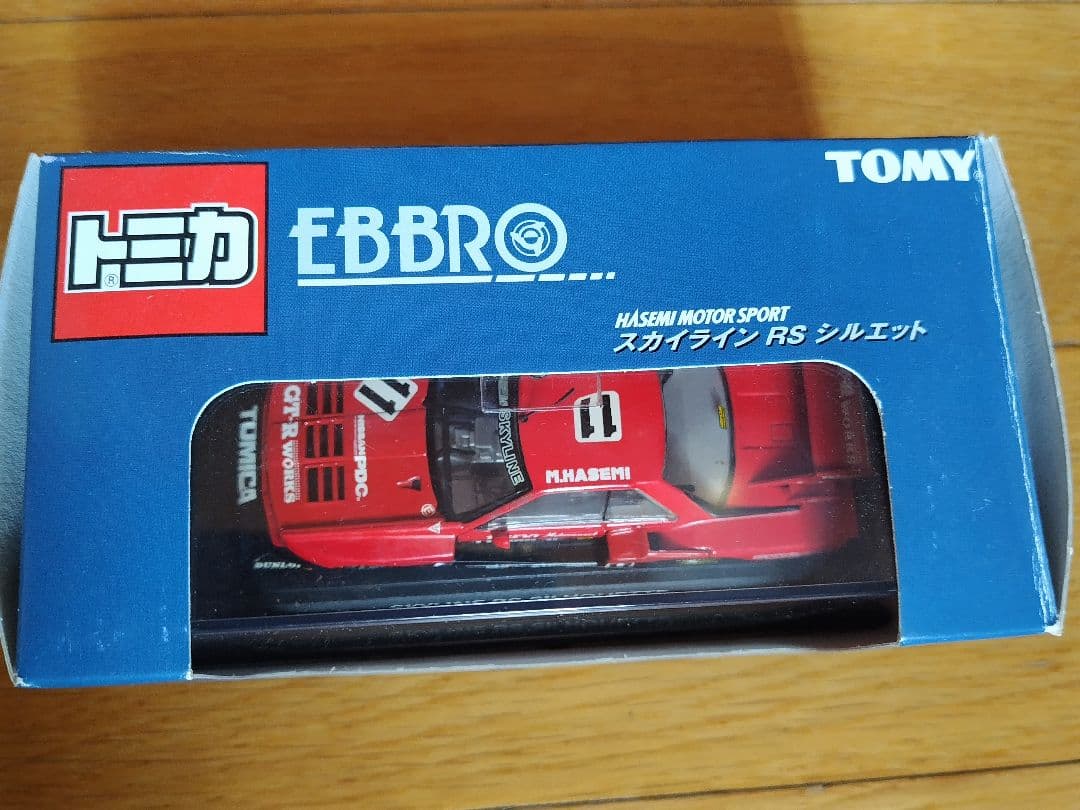 トミカ®
EBBRO
TOMY
HASEMI MOTOR SPORT
スカイライン RS シルエット
11
11
TOMICA
GT-R WORKS
NISSAN PDC.
SKYLINE
M.HASEMI